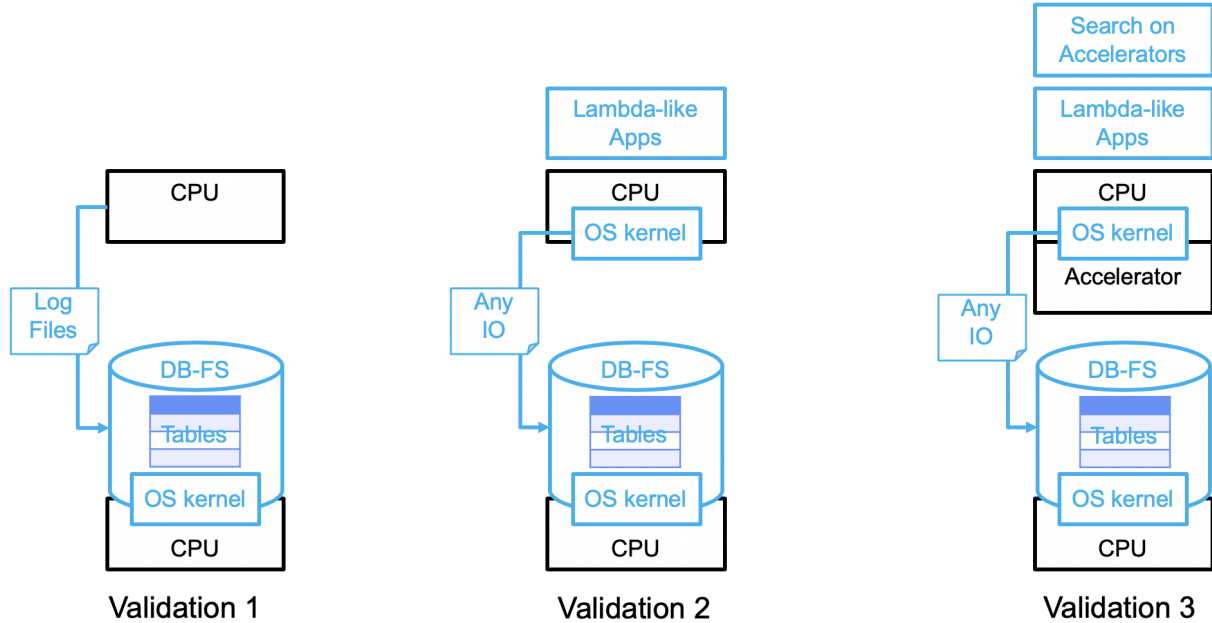 CPU
Log
Files
DB-FS
Tables
OS kernel
CPU
Validation 1
Lambda-like
Apps
CPU
OS kernel
Any
IO
DB-FS
Tables
OS kernel
CPU
Validation 2
Search on
Accelerators
Lambda-like
Apps
CPU
OS kernel
Accelerator
Any
IO
DB-FS
Tables
OS kernel
CPU
Validation 3